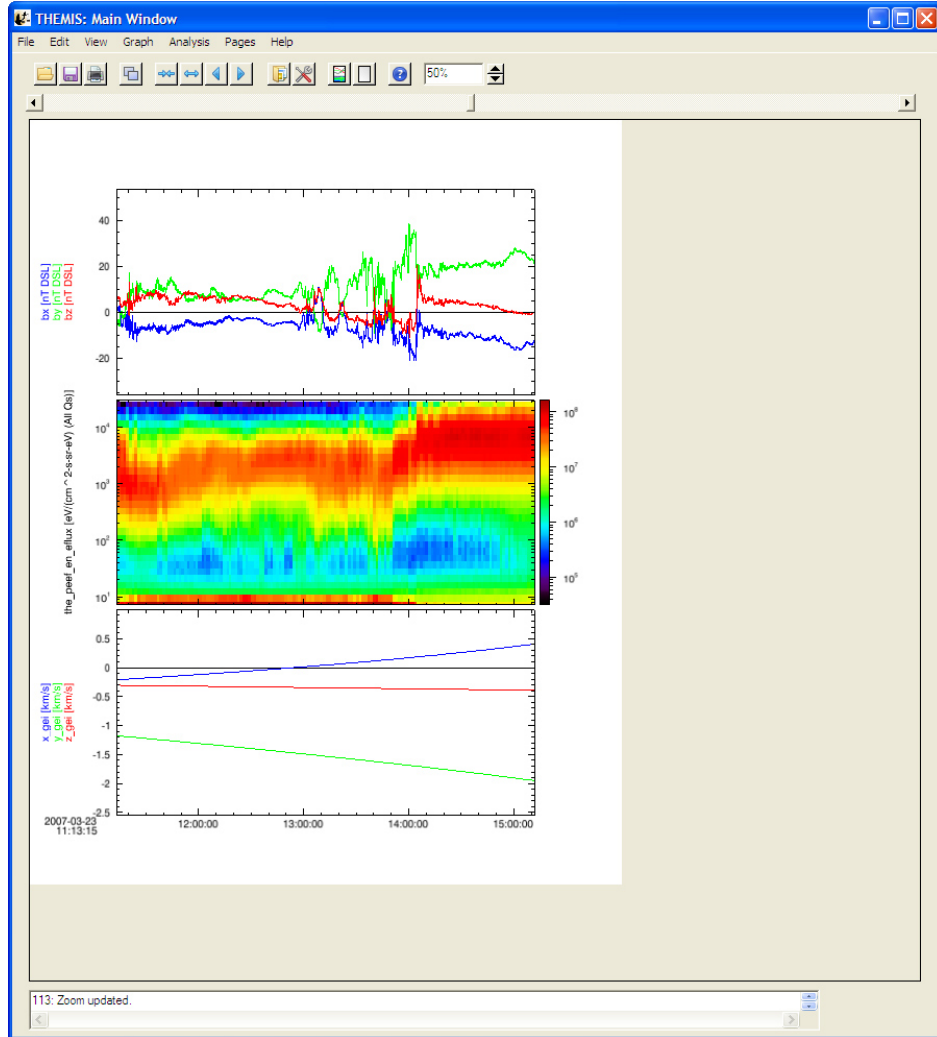 THEMIS: Main Window
File Edit View Graph Analysis Pages Help
50%
40
20
0
-20
bx [nT DSL]
by [nT DSL]
bz [nT DSL]
10⁴
10³
10²
10¹
the_peef_en_eflux [eV/(cm ^ 2-s-sr-eV) (All Qs)]
10⁸
10⁷
10⁶
10⁵
0.5
0
-0.5
-1
-1.5
-2
-2.5
x_gei [km/s]
y_gei [km/s]
z_gei [km/s]
2007-03-23
11:13:15
12:00:00 13:00:00 14:00:00 15:00:00
113: Zoom updated.